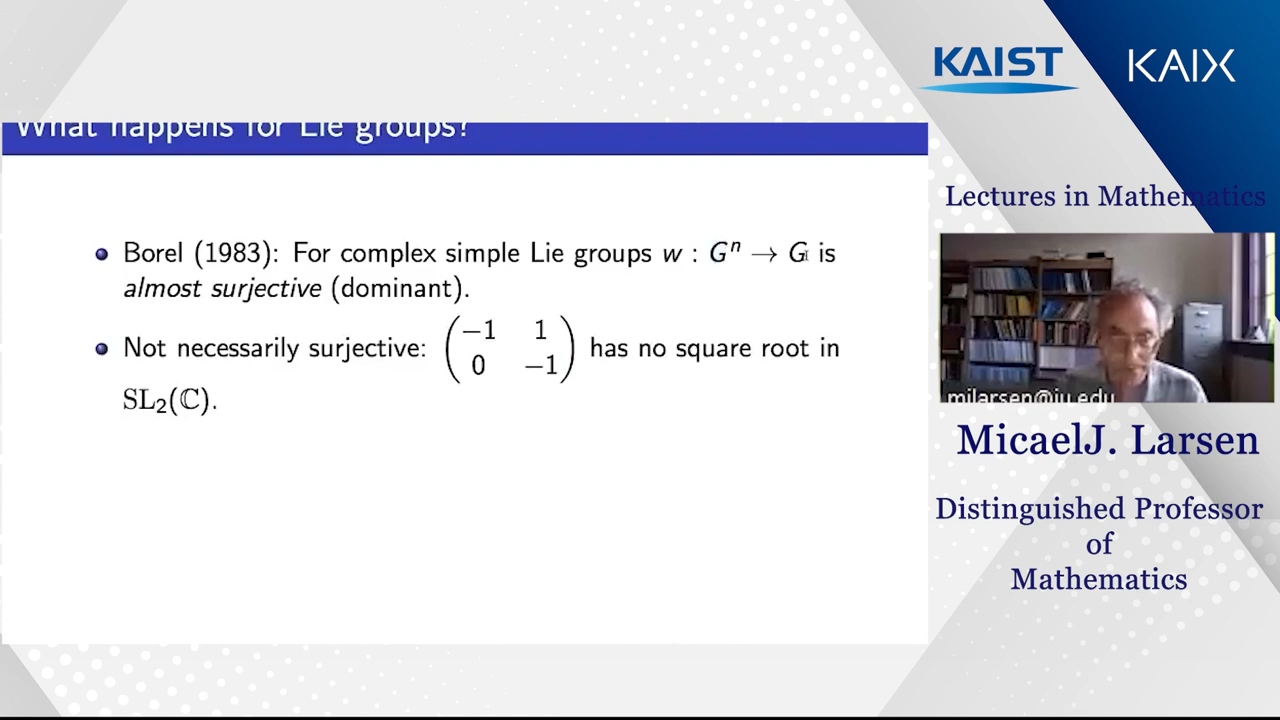 KAIST KAIX
What happens for Lie groups?
Lectures in Mathematics
Borel (1983): For complex simple Lie groups w : Gⁿ → G is
almost surjective (dominant).
Not necessarily surjective: (−1 1
0 −1) has no square root in
SL₂(ℂ).
milarsen@iu.edu
MicaelJ. Larsen
Distinguished Professor
of
Mathematics